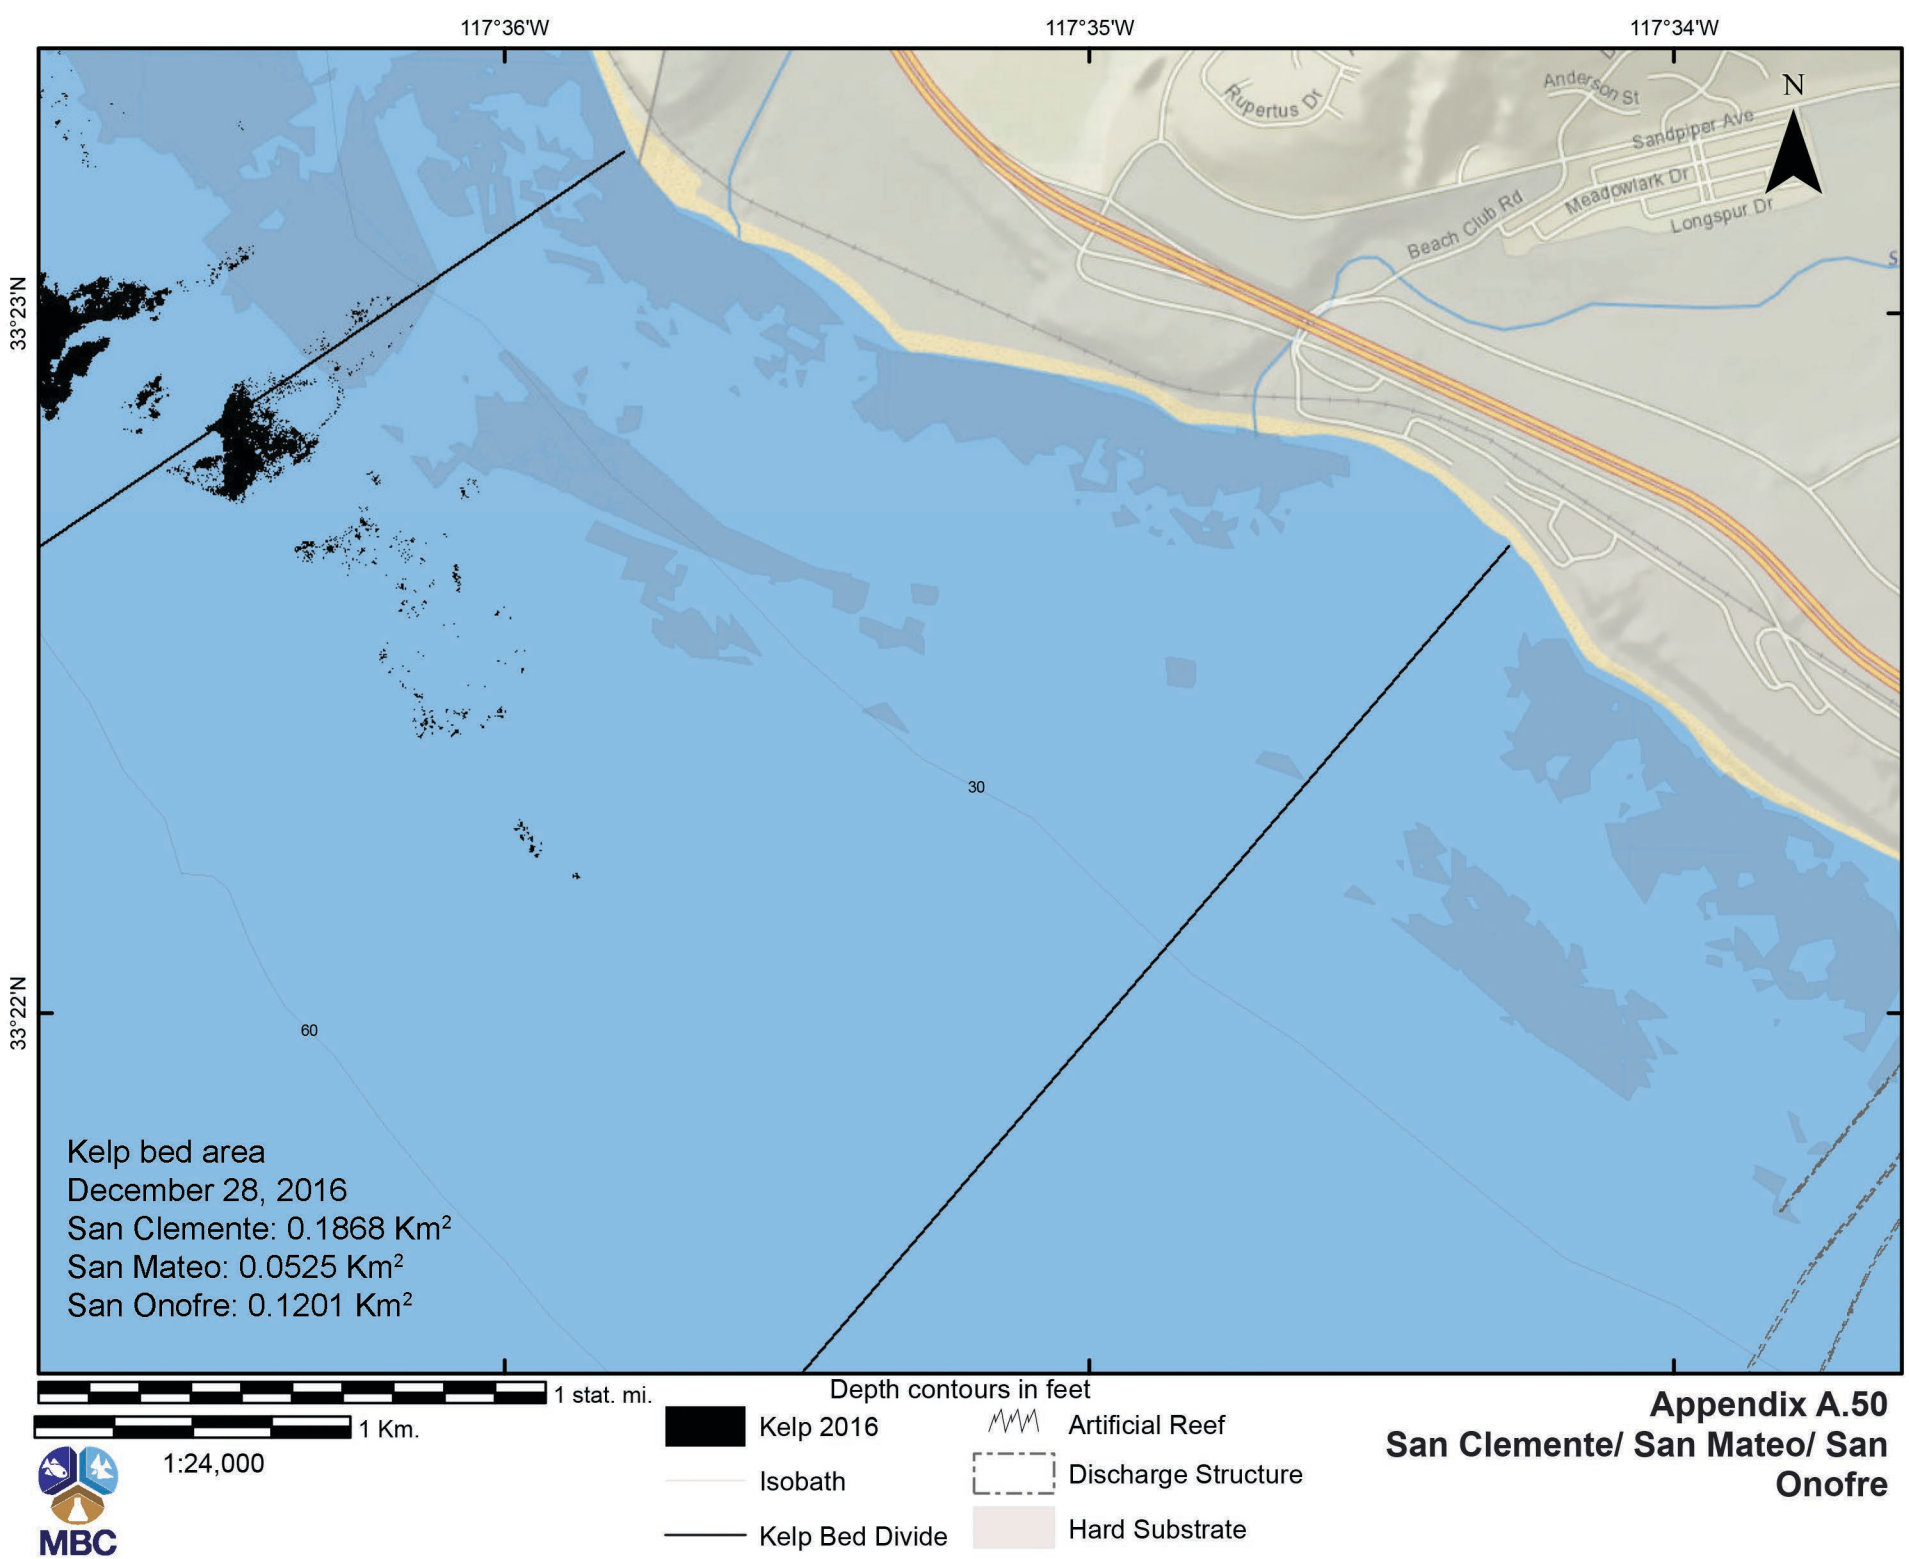 117°36'W
117°35'W
117°34'W
33°23'N
33°22'N
Rupertus Dr
Anderson St
N
Sandpiper Ave
Meadowlark Dr
Beach Club Rd
Longspur Dr
S
30
60
Kelp bed area
December 28, 2016
San Clemente: 0.1868 Km²
San Mateo: 0.0525 Km²
San Onofre: 0.1201 Km²
1 stat. mi.
1 Km.
1:24,000
MBC
Depth contours in feet
Kelp 2016
Isobath
Kelp Bed Divide
Artificial Reef
Discharge Structure
Hard Substrate
Appendix A.50
San Clemente/ San Mateo/ San
Onofre